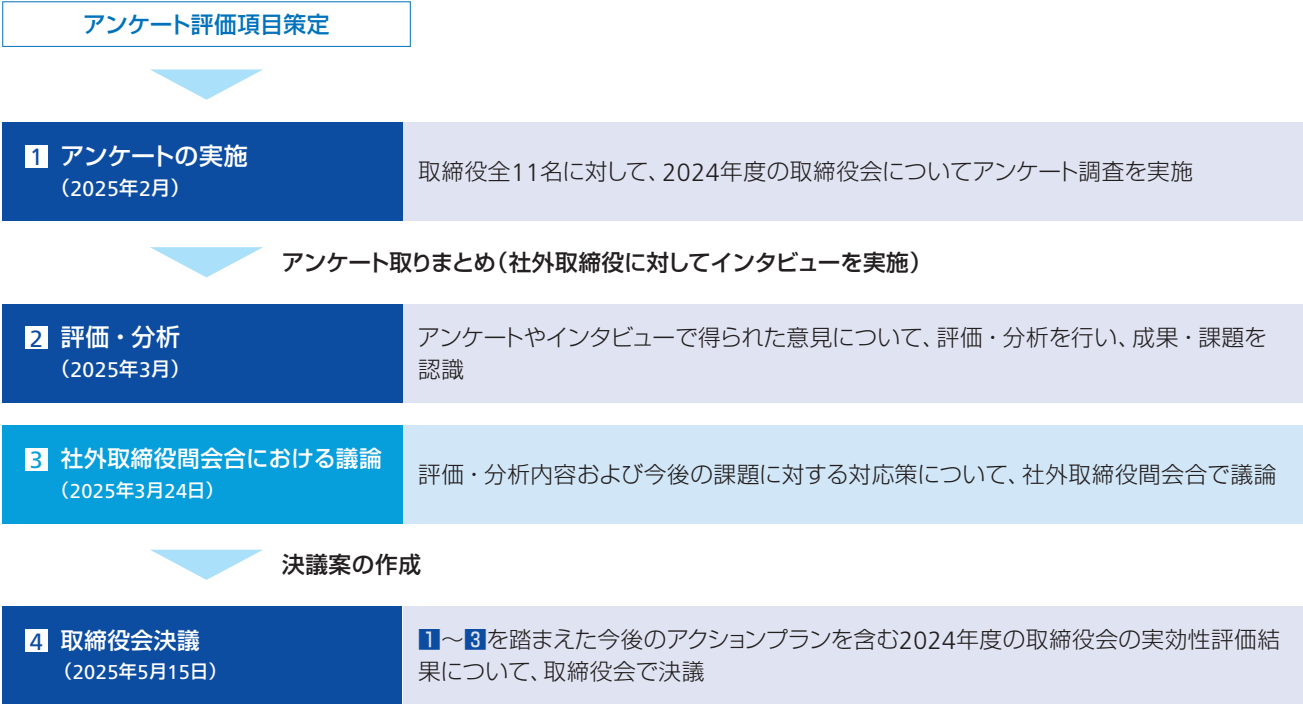 アンケート評価項目策定
1 アンケートの実施
（2025年2月）
取締役全11名に対して、2024年度の取締役会についてアンケート調査を実施
アンケート取りまとめ（社外取締役に対してインタビューを実施）
2 評価・分析
（2025年3月）
アンケートやインタビューで得られた意見について、評価・分析を行い、成果・課題を
認識
3 社外取締役間会合における議論
（2025年3月24日）
評価・分析内容および今後の課題に対する対応策について、社外取締役間会合で議論
決議案の作成
4 取締役会決議
（2025年5月15日）
1～3を踏まえた今後のアクションプランを含む2024年度の取締役会の実効性評価結
果について、取締役会で決議